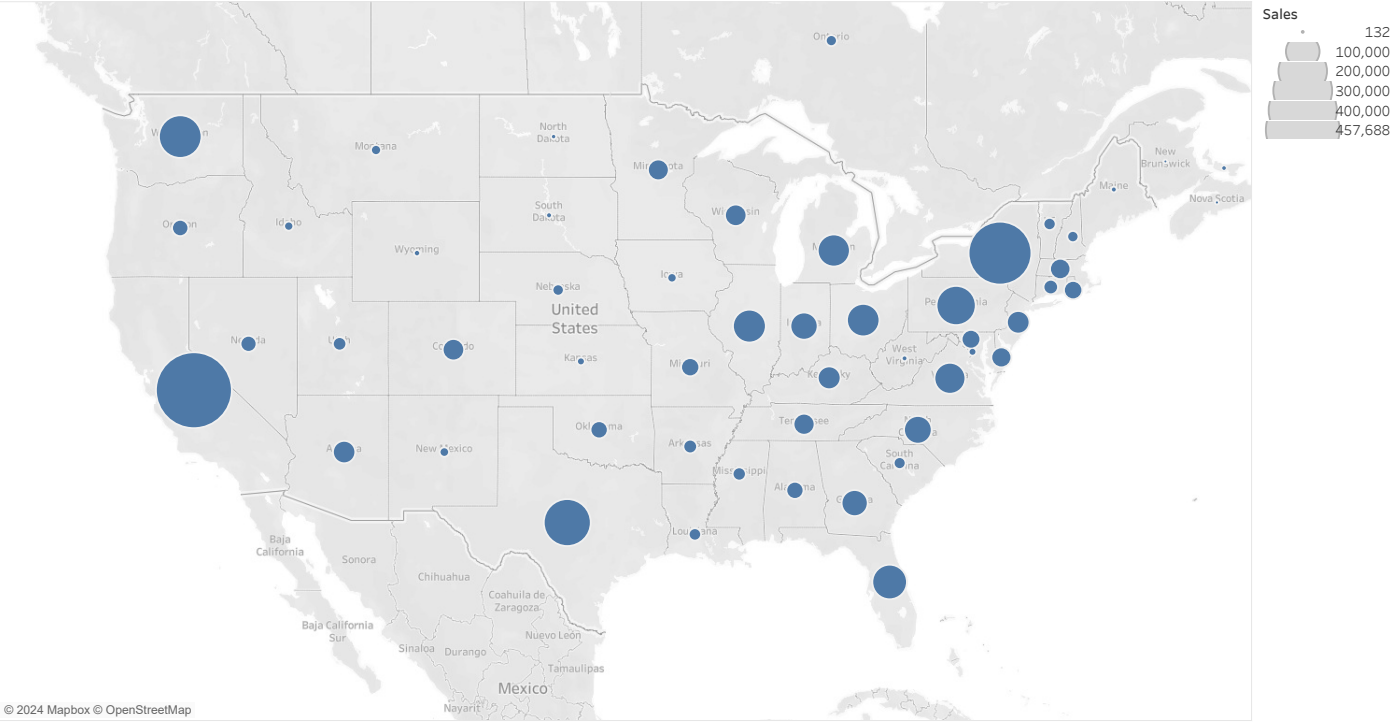 Sales
132
100,000
200,000
300,000
400,000
457,688
Ontario
North
Dakota
Montana
New
Brunswick
Maine
Nova Scotia
South
Dakota
Idaho
Wyoming
Iowa
Nebraska
United
States
Nevada
Utah
Colorado
Kansas
West
Virginia
Missouri
Kentucky
Tennessee
Oklahoma
Arkansas
New Mexico
South
Carolina
Mississippi
Alabama
Louisiana
Baja
California
Sonora
Chihuahua
Coahuila de
Zaragoza
Baja California
Sur
Nuevo León
Sinaloa
Durango
Tamaulipas
Mexico
Nayarit
© 2024 Mapbox © OpenStreetMap